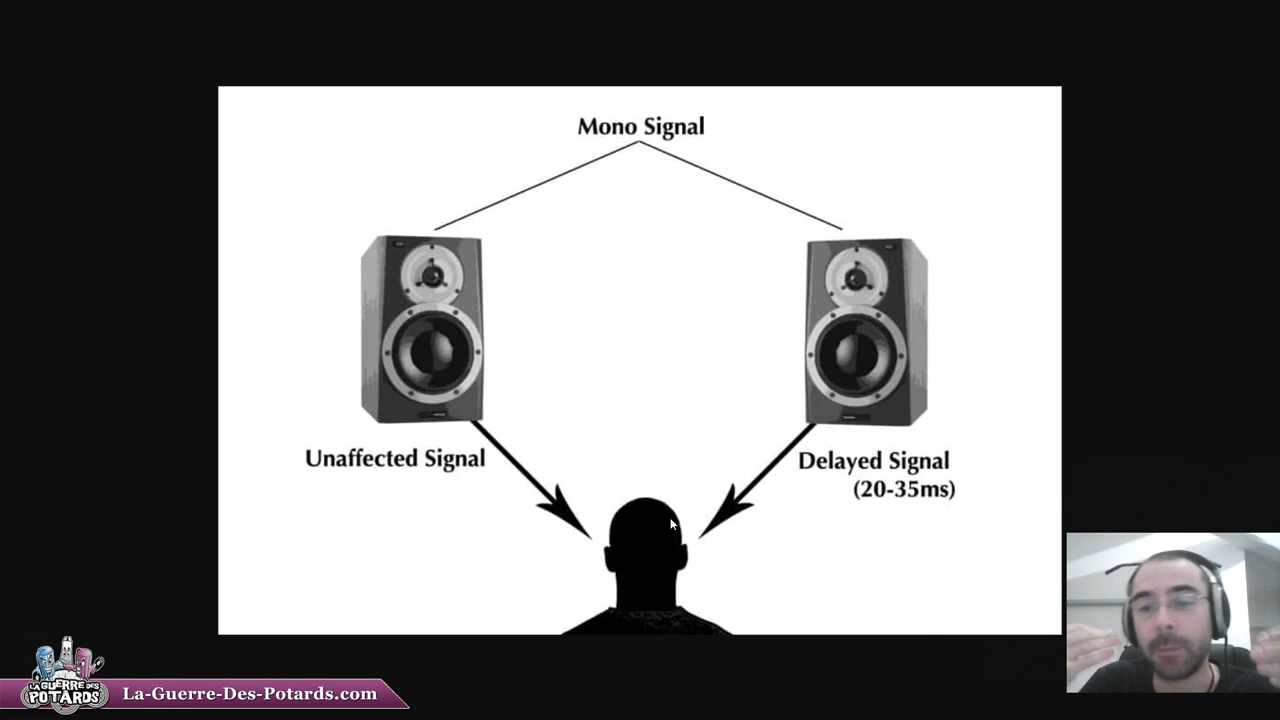 Mono Signal
Unaffected Signal
Delayed Signal
(20-35ms)
LA GUERRE DES
POTARDS
La-Guerre-Des-Potards.com